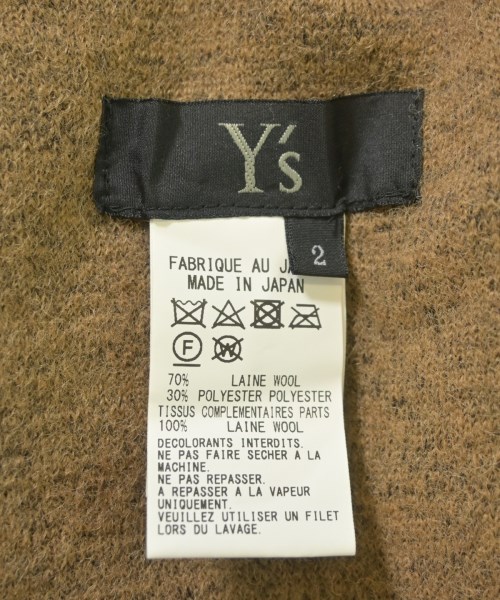 Y's
2
FABRIQUE AU JA
MADE IN JAPAN
F
W
70% LAINE WOOL
30% POLYESTER POLYESTER
TISSUS COMPLEMENTAIRES PARTS
100% LAINE WOOL
DECOLORANTS INTERDITS.
NE PAS FAIRE SECHER A LA
MACHINE.
NE PAS REPASSER.
A REPASSER A LA VAPEUR
UNIQUEMENT.
VEUILLEZ UTILISER UN FILET
LORS DU LAVAGE.